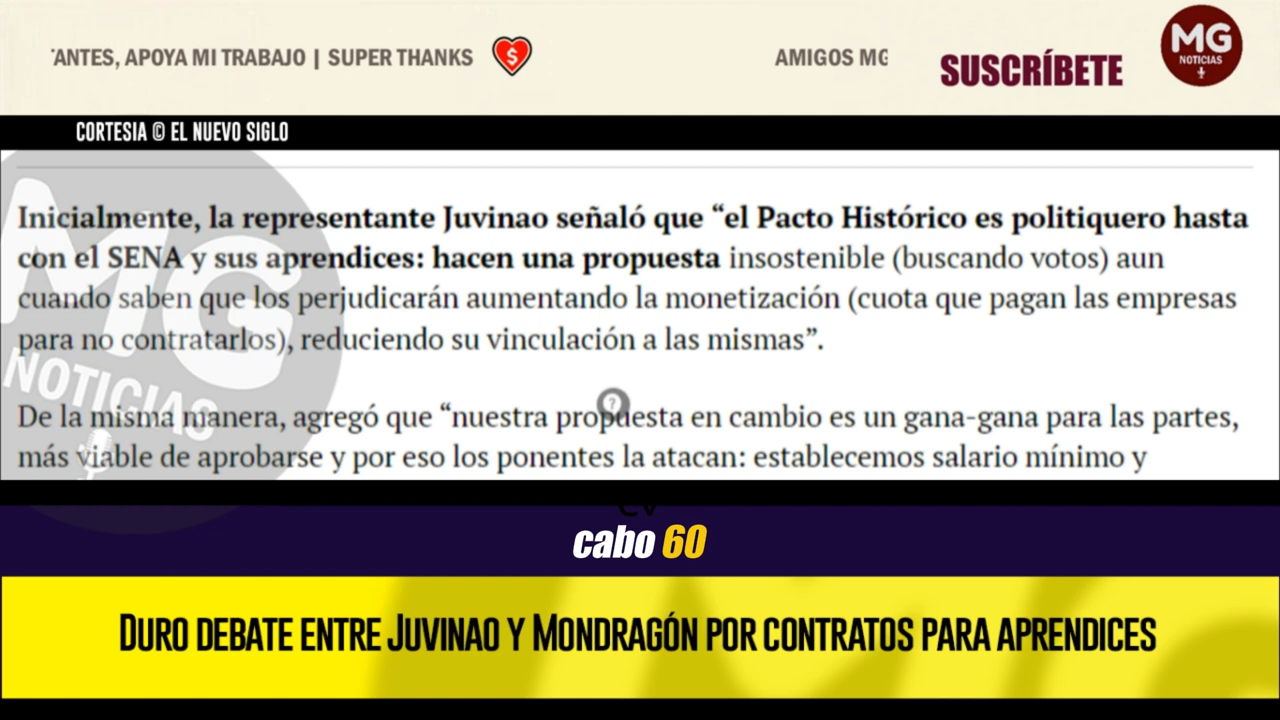 TANTES, APOYA MI TRABAJO | SUPER THANKS
$
AMIGOS MG
SUSCRÍBETE
MG
NOTICIAS
CORTESIA © EL NUEVO SIGLO
Inicialmente, la representante Juvinao señaló que “el Pacto Histórico es politiquero hasta
con el SENA y sus aprendices: hacen una propuesta insostenible (buscando votos) aun
cuando saben que los perjudicarán aumentando la monetización (cuota que pagan las empresas
para no contratarlos), reduciendo su vinculación a las mismas”.
De la misma manera, agregó que “nuestra propuesta en cambio es un gana-gana para las partes,
más viable de aprobarse y por eso los ponentes la atacan: establecemos salario mínimo y
MG
NOTICIAS
?
cabo 60
DURO DEBATE ENTRE JUVINAO Y MONDRAGÓN POR CONTRATOS PARA APRENDICES